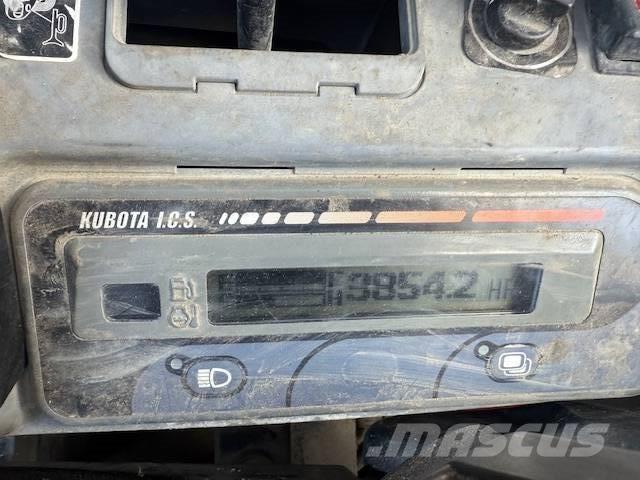 KUBOTA I.C.S.
3854.2 HR
MASCUS